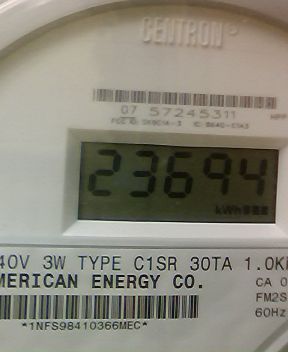 CENTRON®
07 57245311
23694
kWh
40V 3W TYPE C1SR 30TA 1.0K
MERICAN ENERGY CO.
CA 0
FM2S
60Hz
*1NFS98410366MEC*